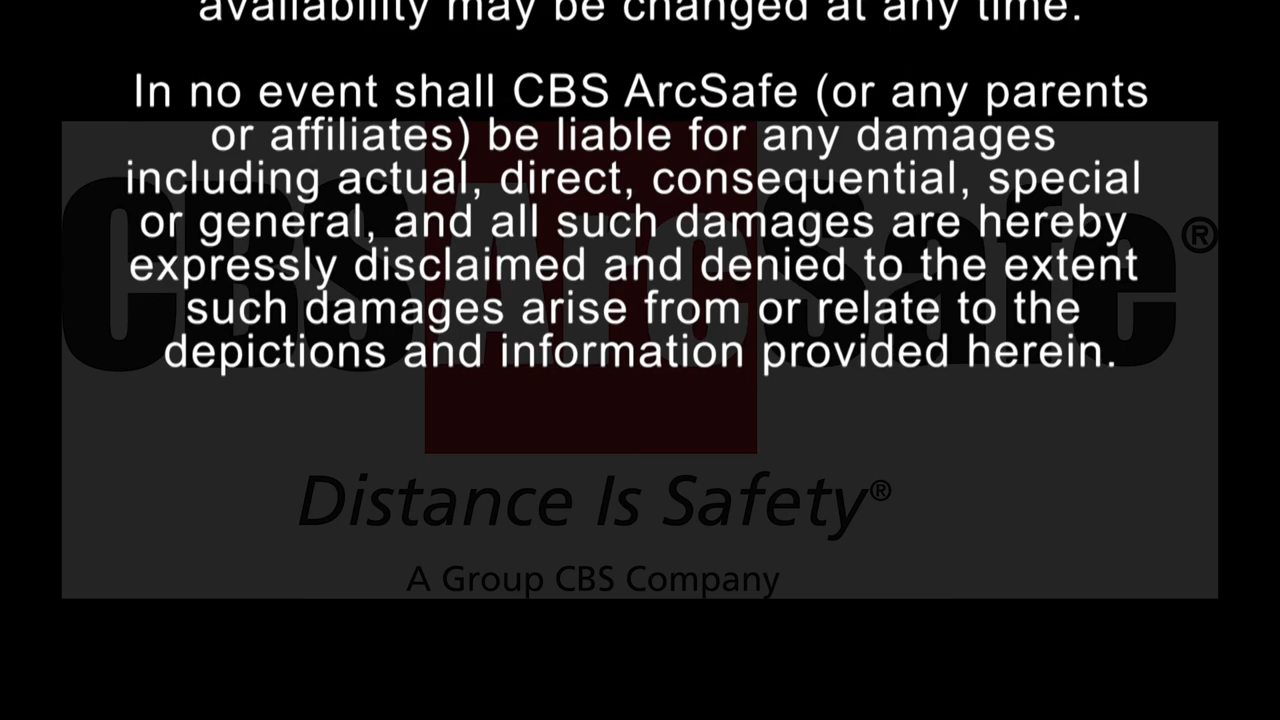 availability may be changed at any time.
In no event shall CBS ArcSafe (or any parents
or affiliates) be liable for any damages
including actual, direct, consequential, special
or general, and all such damages are hereby
expressly disclaimed and denied to the extent
such damages arise from or relate to the
depictions and information provided herein.
CBS ArcSafe®
Distance Is Safety®
A Group CBS Company